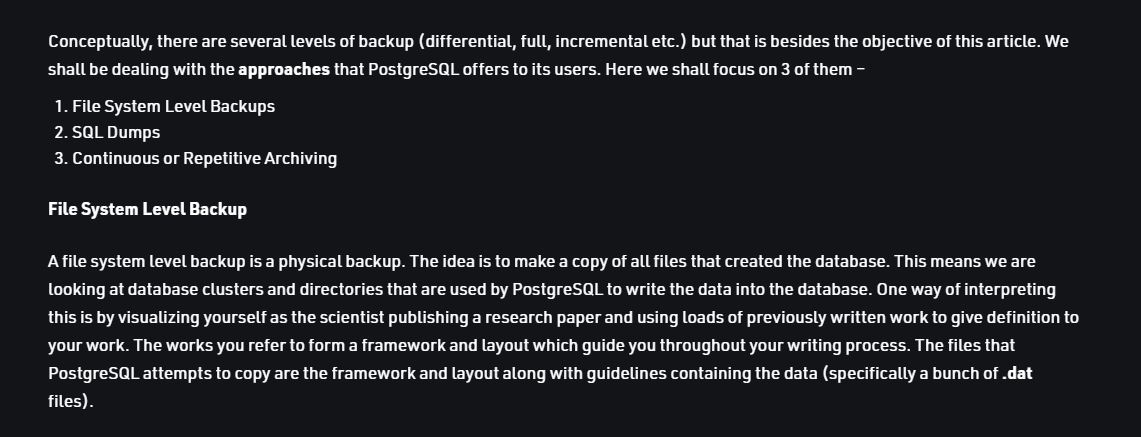 Conceptually, there are several levels of backup (differential, full, incremental etc.) but that is besides the objective of this article. We
shall be dealing with the approaches that PostgreSQL offers to its users. Here we shall focus on 3 of them –
1. File System Level Backups
2. SQL Dumps
3. Continuous or Repetitive Archiving
File System Level Backup
A file system level backup is a physical backup. The idea is to make a copy of all files that created the database. This means we are
looking at database clusters and directories that are used by PostgreSQL to write the data into the database. One way of interpreting
this is by visualizing yourself as the scientist publishing a research paper and using loads of previously written work to give definition to
your work. The works you refer to form a framework and layout which guide you throughout your writing process. The files that
PostgreSQL attempts to copy are the framework and layout along with guidelines containing the data (specifically a bunch of .dat
files).